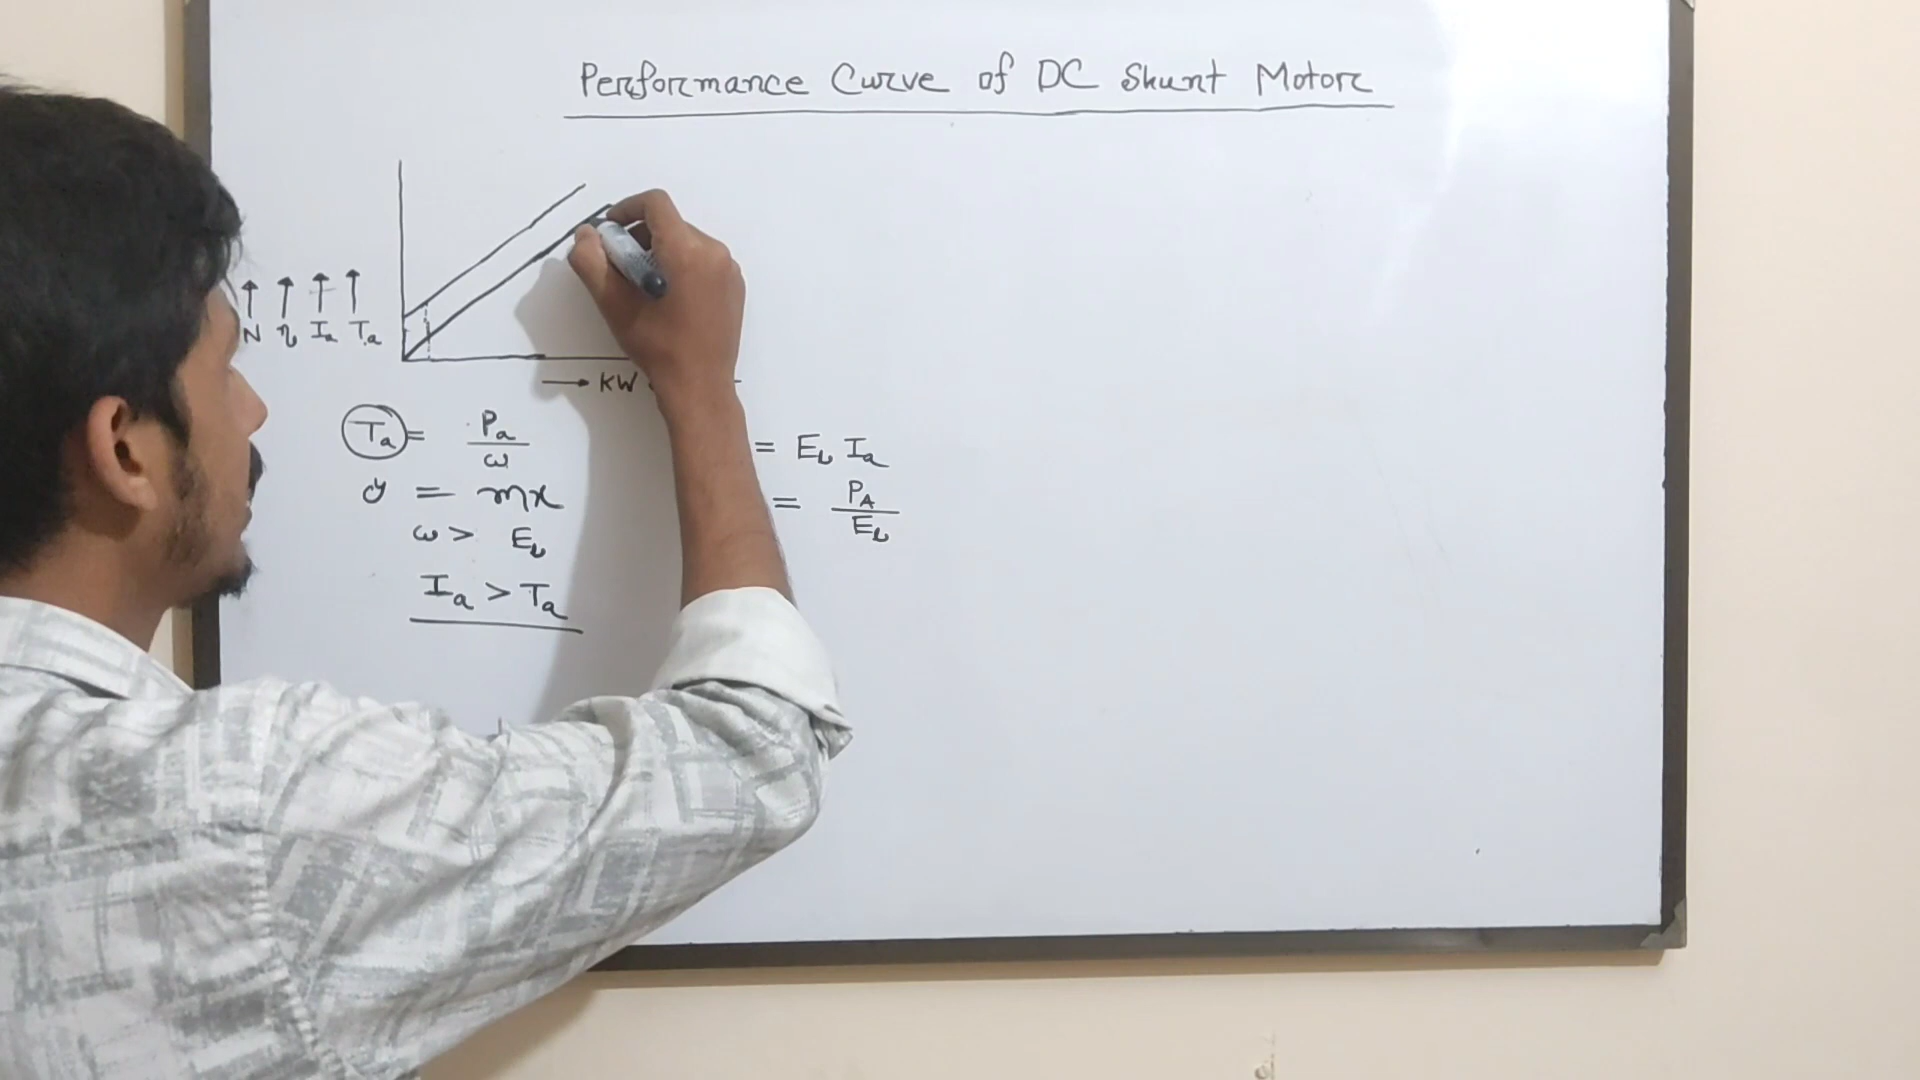 Performance Curve of DC Shunt Motor
↑ ↑ ↑ ↑
N η Ia Ta
→ KW
Ta = Pa/ω
= Eb Ia
y = mx
= PA/Eb
ω > Eb
Ia > Ta